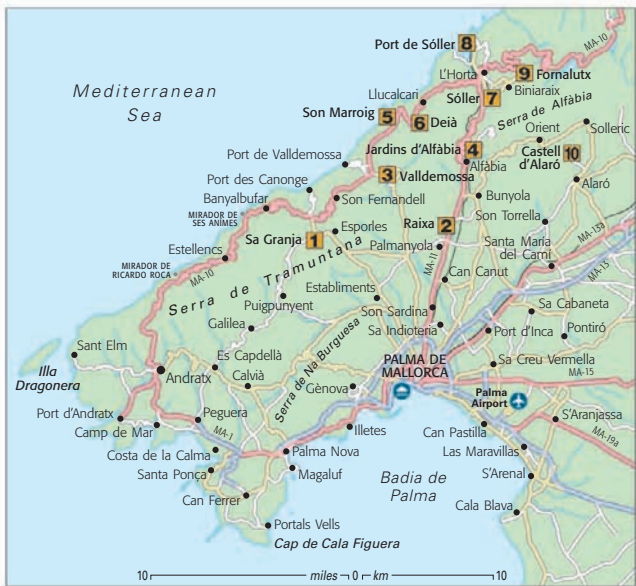 Port de Sóller
8
MA-10
L'Horta
9
Fornalutx
Mediterranean
Sea
Llucalcari
Sóller
7
Biniaraix
Son Marroig
5
6
Deià
Serra de Alfàbia
Orient
Solleric
Port de Valldemossa
Jardins d'Alfàbia
4
Castell
d'Alaró
10
Alfàbia
Port des Canonge
3
Valldemossa
Alaró
Banyalbufar
Son Fernandell
Bunyola
MIRADOR DE
SES ANIMES
Son Torrella
Esporles
Raixa
2
MA-13a
Sa Granja
1
Palmanyola
Santa Maria
del Camí
Estellencs
MA-11
MA-13
MIRADOR DE
RICARDO ROCA
MA-10
Serra de Tramuntana
Can Canut
Establiments
Puigpunyent
Son Sardina
Sa Cabaneta
Galilea
Sa Indioteria
Port d'Inca
Pontiró
Sant Elm
Es Capdellà
Serra de Na Burguesa
PALMA DE
MALLORCA
Sa Creu Vermella
Illa
Dragonera
Andratx
Calvià
MA-15
Gènova
Palma
Airport
Port d'Andratx
Peguera
S'Aranjassa
Camp de Mar
MA-1
Illetes
Can Pastilla
MA-19a
Costa de la Calma
Palma Nova
Las Maravillas
Santa Ponça
Magaluf
Badia de
Palma
S'Arenal
Can Ferrer
Cala Blava
Portals Vells
Cap de Cala Figuera
10 miles 0 km 10